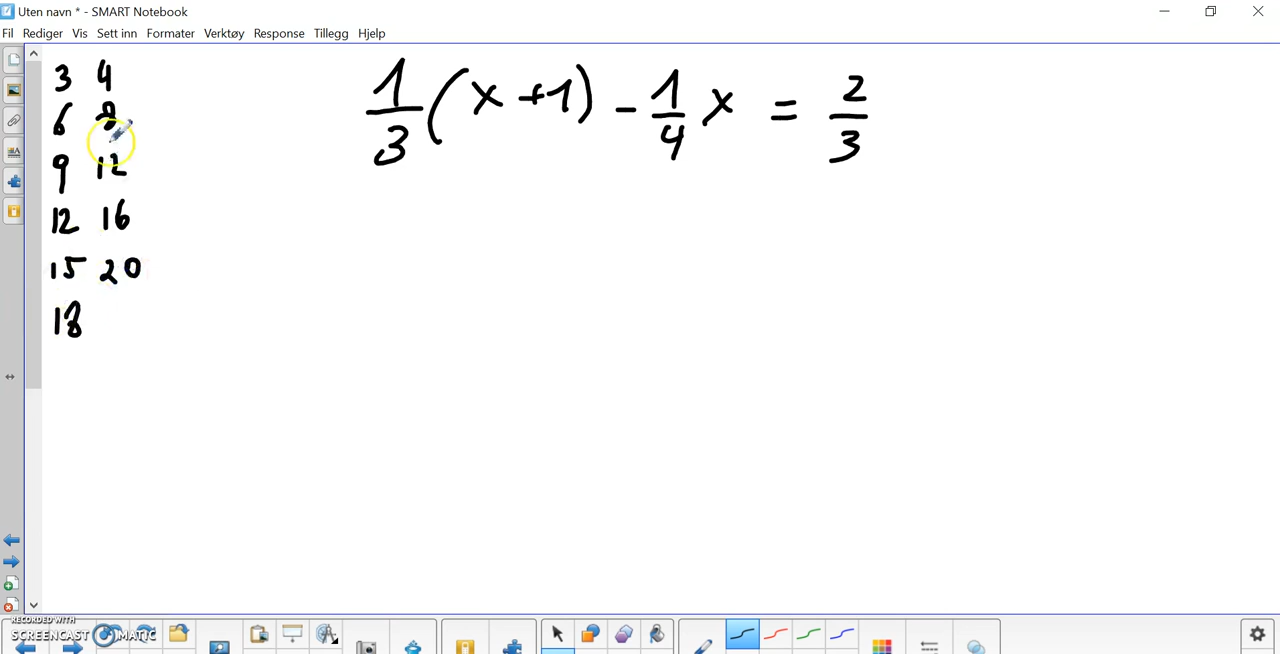 Uten navn * - SMART Notebook
Fil Rediger Vis Sett inn Formater Verktøy Response Tillegg Hjelp
3 4
6 8
9 12
12 16
15 20
18
1/3 (x+1) - 1/4 x = 2/3
RECORDED WITH
SCREENCAST MATIC